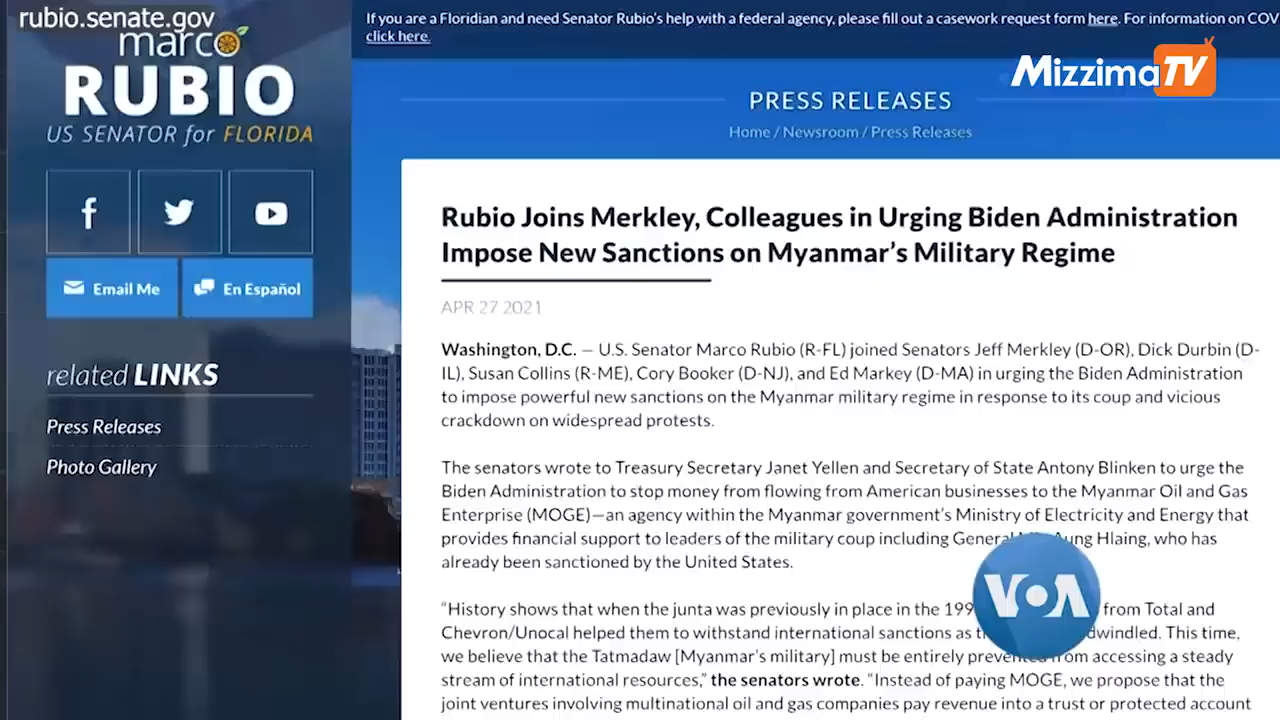 rubio.senate.gov
marco
RUBIO
US SENATOR for FLORIDA
Email Me
En Español
related LINKS
Press Releases
Photo Gallery
If you are a Floridian and need Senator Rubio's help with a federal agency, please fill out a casework request form here. For information on COV
click here.
MizzimaTV
PRESS RELEASES
Home / Newsroom / Press Releases
Rubio Joins Merkley, Colleagues in Urging Biden Administration
Impose New Sanctions on Myanmar's Military Regime
APR 27 2021
Washington, D.C. — U.S. Senator Marco Rubio (R-FL) joined Senators Jeff Merkley (D-OR), Dick Durbin (D-
IL), Susan Collins (R-ME), Cory Booker (D-NJ), and Ed Markey (D-MA) in urging the Biden Administration
to impose powerful new sanctions on the Myanmar military regime in response to its coup and vicious
crackdown on widespread protests.
The senators wrote to Treasury Secretary Janet Yellen and Secretary of State Antony Blinken to urge the
Biden Administration to stop money from flowing from American businesses to the Myanmar Oil and Gas
Enterprise (MOGE)—an agency within the Myanmar government's Ministry of Electricity and Energy that
provides financial support to leaders of the military coup including General Aung Hlaing, who has
already been sanctioned by the United States.
"History shows that when the junta was previously in place in the 199 from Total and
Chevron/Unocal helped them to withstand international sanctions as dwindled. This time,
we believe that the Tatmadaw [Myanmar's military] must be entirely prevented from accessing a steady
stream of international resources," the senators wrote. "Instead of paying MOGE, we propose that the
joint ventures involving multinational oil and gas companies pay revenue into a trust or protected account
VOA